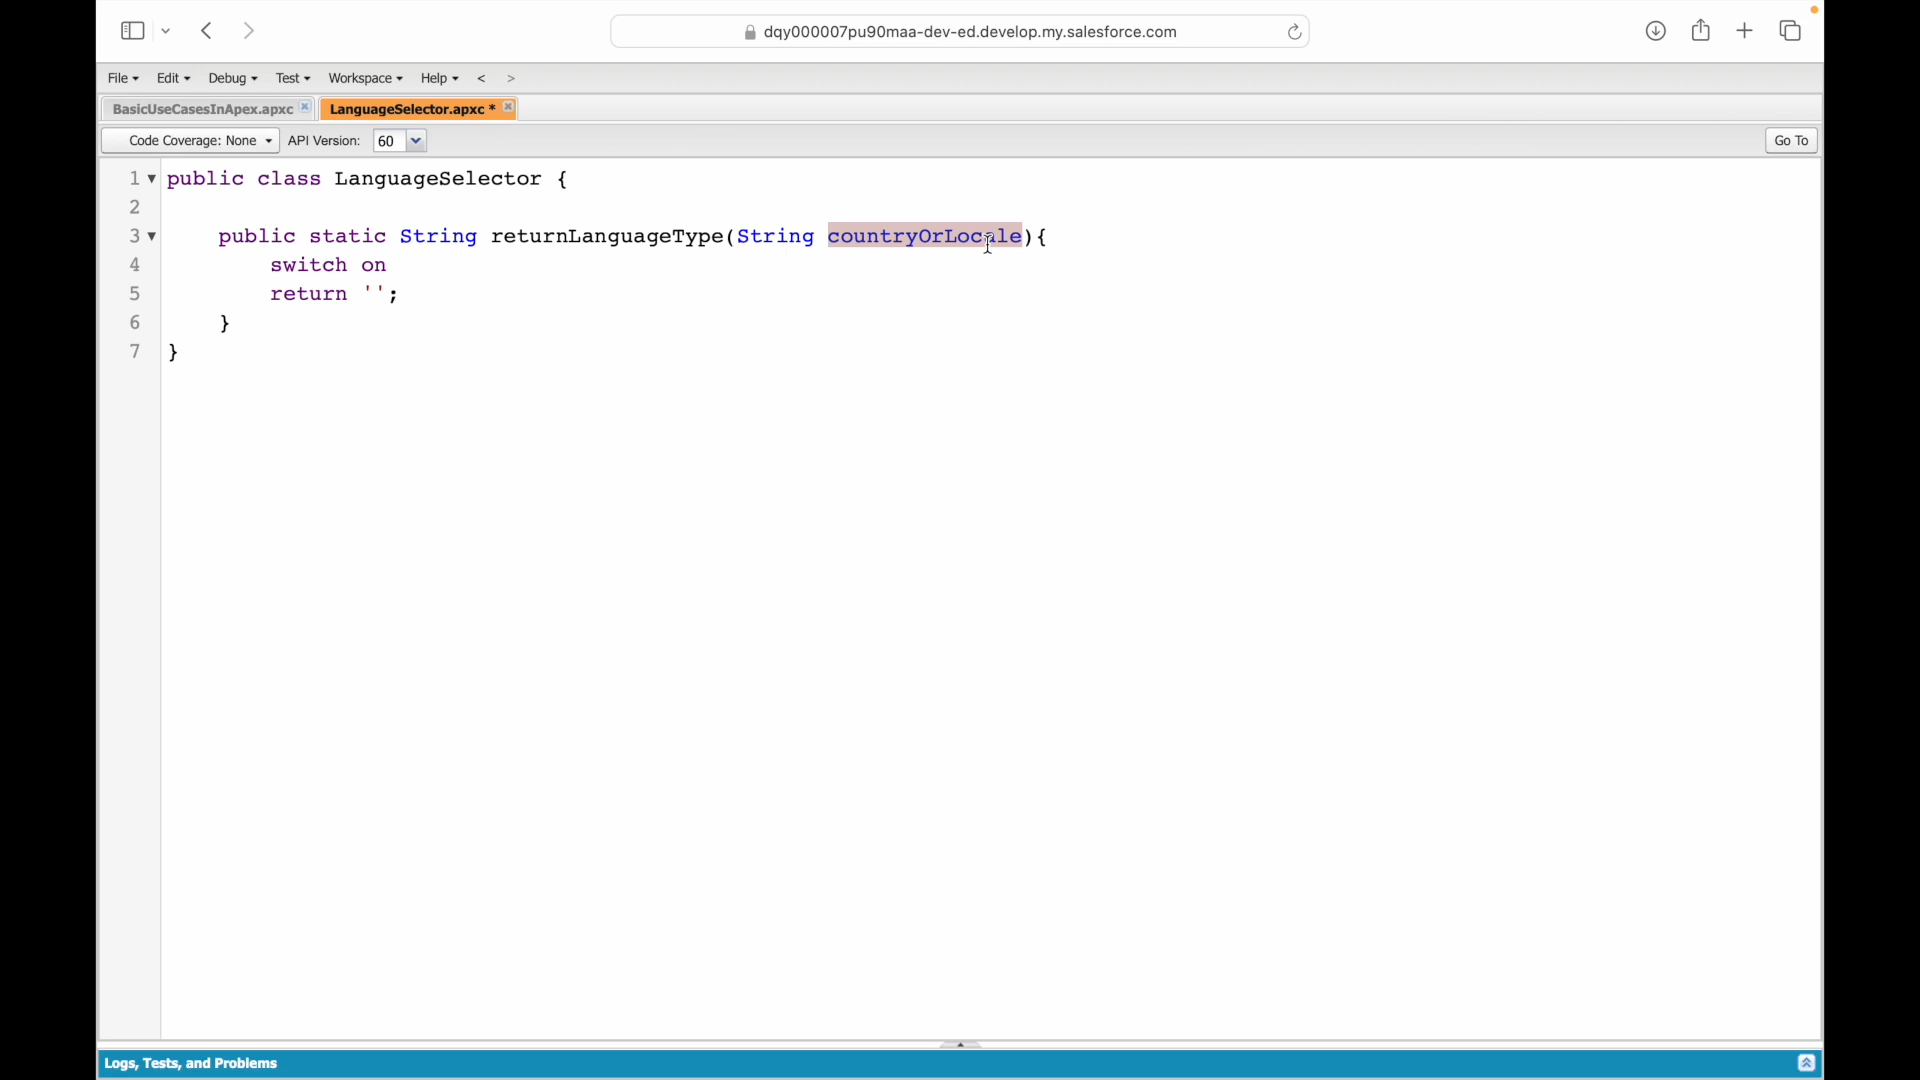 dqy000007pu90maa-dev-ed.develop.my.salesforce.com
File Edit Debug Test Workspace Help < >
BasicUseCasesInApex.apxc LanguageSelector.apxc *
Code Coverage: None API Version: 60 Go To
1 public class LanguageSelector {
2
3 public static String returnLanguageType(String countryOrLocale){
4 switch on
5 return '';
6 }
7 }
Logs, Tests, and Problems